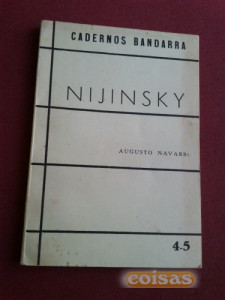 CADERNOS BANDARRA
NIJINSKY
AUGUSTO NAVARRO
4-5
coisas